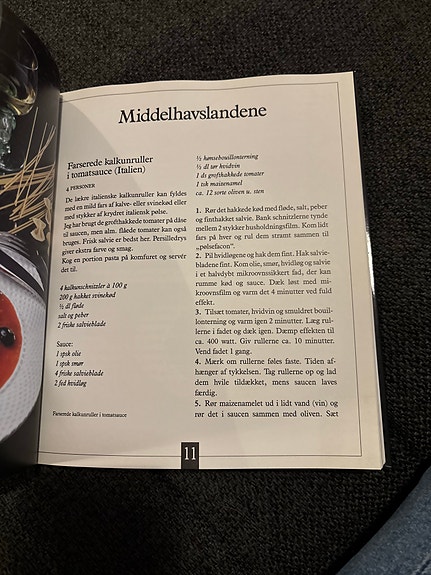 Middelhavslandene
Farserede kalkunruller
i tomatsauce (Italien)
4 PERSONER
De lækre italienske kalkunruller kan fyldes
med en mild fars af kalve- eller svinekød eller
med stykker af krydret italiensk pølse.
Jeg har brugt de grofthakkede tomater på dåse
til saucen, men alm. flåede tomater kan også
bruges. Frisk salvie er bedst her. Persilledrys
giver ekstra farve og smag.
Kog en portion pasta på komfuret og servér
det til.
4 kalkunschnitzler à 100 g
200 g hakket svinekød
½ dl fløde
salt og peber
2 friske salvieblade
Sauce:
1 spsk olie
1 spsk smør
4 friske salvieblade
2 fed hvidløg
Farserede kalkunruller i tomatsauce
½ hønsebouillonterning
½ dl tør hvidvin
1 ds grofthakkede tomater
1 tsk maizenamel
ca. 12 sorte oliven u. sten
1. Rør det hakkede kød med fløde, salt, peber
og finthakket salvie. Bank schnitzlerne tynde
mellem 2 stykker husholdningsfilm. Kom lidt
fars på hver og rul dem stramt sammen til
„pølsefacon“.
2. Pil hvidløgene og hak dem fint. Hak salvie-
bladene fint. Kom olie, smør, hvidløg og salvie
i et halvdybt mikroovnssikkert fad, der kan
rumme kød og sauce. Dæk løst med mi-
kroovnsfilm og varm det 4 minutter ved fuld
effekt.
3. Tilsæt tomater, hvidvin og smuldret bouil-
lonterning og varm igen 2 minutter. Læg rul-
lerne i fadet og dæk igen. Dæmp effekten til
ca. 400 watt. Giv rullerne ca. 10 minutter.
Vend fadet 1 gang.
4. Mærk om rullerne føles faste. Tiden af-
hænger af tykkelsen. Tag rullerne op og lad
dem hvile tildækket, mens saucen laves
færdig.
5. Rør maizenamelet ud i lidt vand (vin) og
rør det i saucen sammen med oliven. Sæt
11